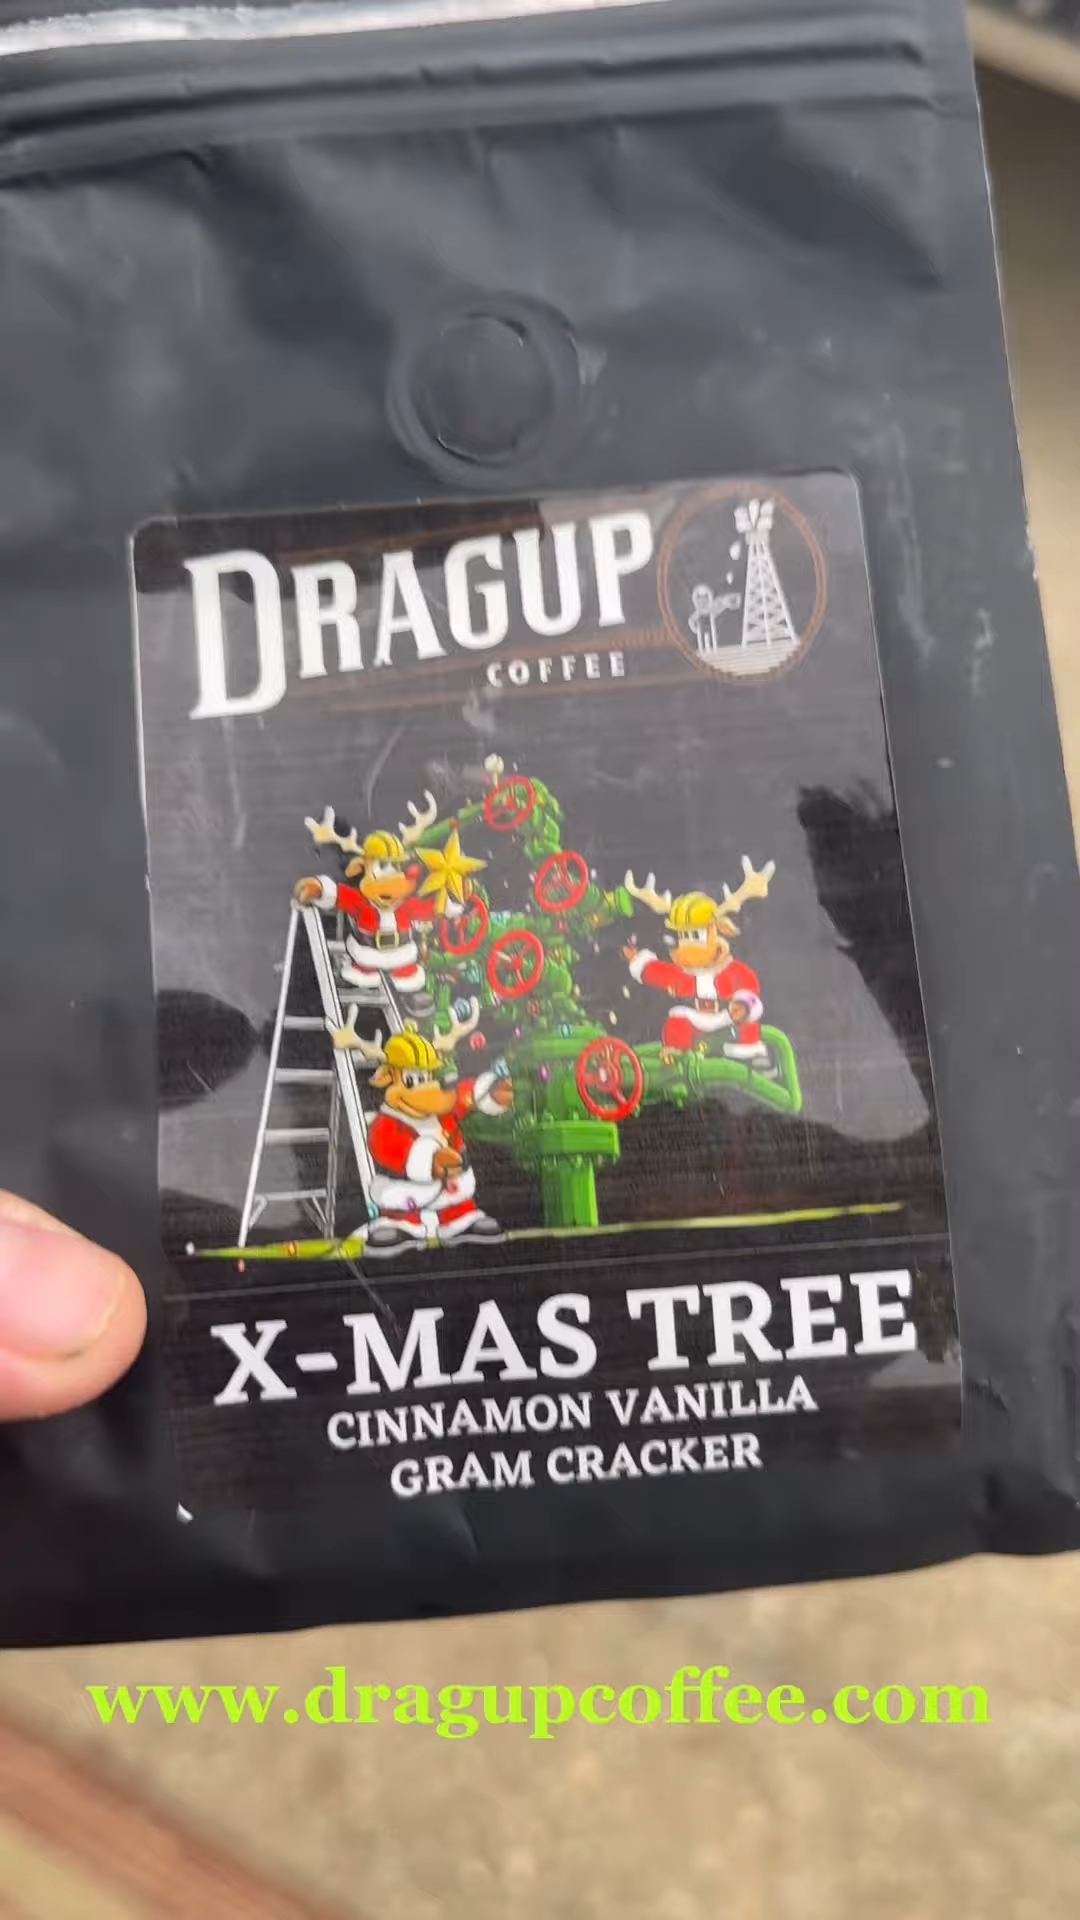 DRAGUP
COFFEE
X-MAS TREE
CINNAMON VANILLA
GRAM CRACKER
www.dragupcoffee.com